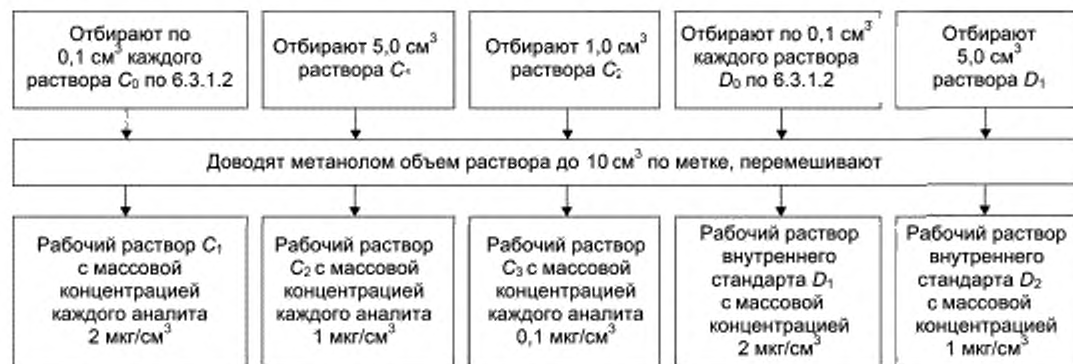 Отбирают по
0,1 см³ каждого
раствора C₀ по 6.3.1.2
Отбирают 5,0 см³
раствора C₁
Отбирают 1,0 см³
раствора C₂
Отбирают по 0,1 см³
каждого раствора
D₀ по 6.3.1.2
Отбирают
5,0 см³
раствора D₁
Доводят метанолом объем раствора до 10 см³ по метке, перемешивают
Рабочий раствор C₁
с массовой
концентрацией
каждого аналита
2 мкг/см³
Рабочий раствор
C₂ с массовой
концентрацией
каждого аналита
1 мкг/см³
Рабочий раствор
C₃ с массовой
концентрацией
каждого аналита
0,1 мкг/см³
Рабочий раствор
внутреннего
стандарта D₁
с массовой
концентрацией
2 мкг/см³
Рабочий раствор
внутреннего
стандарта D₂
с массовой
концентрацией
1 мкг/см³